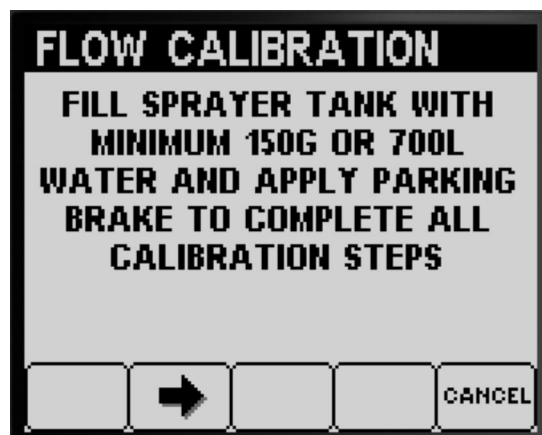 FLOW CALIBRATION
FILL SPRAYER TANK WITH
MINIMUM 150G OR 700L
WATER AND APPLY PARKING
BRAKE TO COMPLETE ALL
CALIBRATION STEPS
CANCEL